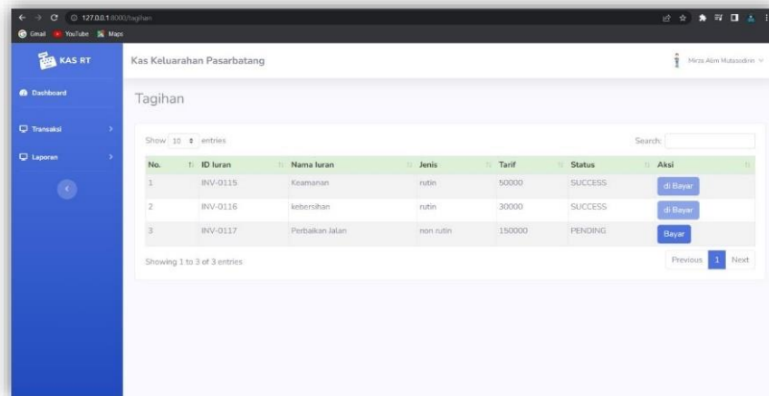 127.0.0.1:8000/tagihan
Gmail YouTube Maps
KAS RT
Kas Keluarahan Pasarbatang
Dashboard
Tagihan
Transaksi
Show 10 entries Search:
Laporan
No. ID Iuran Nama Iuran Jenis Tarif Status Aksi
1 INV-0115 Keamanan rutin 50000 SUCCESS di Bayar
2 INV-0116 kebersihan rutin 30000 SUCCESS di Bayar
3 INV-0117 Perbaikan Jalan non rutin 150000 PENDING Bayar
Showing 1 to 3 of 3 entries Previous 1 Next